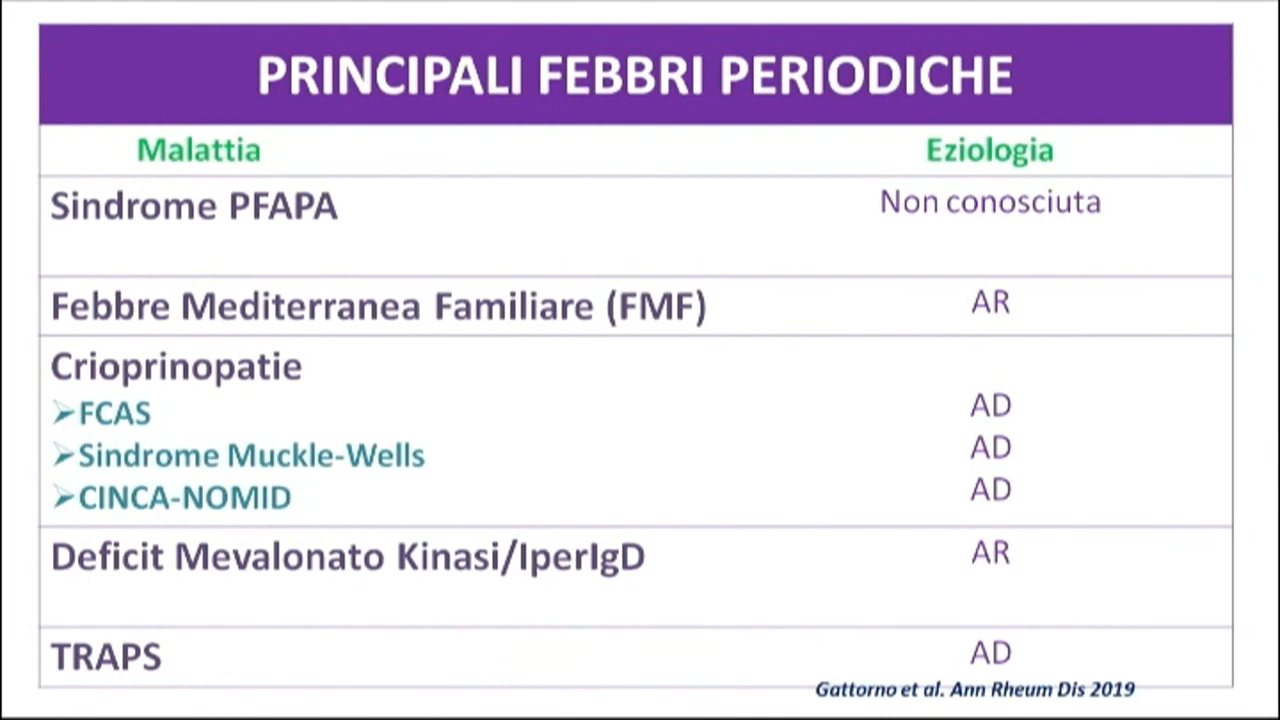 PRINCIPALI FEBBRI PERIODICHE
Malattia Eziologia
Sindrome PFAPA Non conosciuta
Febbre Mediterranea Familiare (FMF) AR
Crioprinopatie
➢FCAS AD
➢Sindrome Muckle-Wells AD
➢CINCA-NOMID AD
Deficit Mevalonato Kinasi/IperIgD AR
TRAPS AD
Gattorno et al. Ann Rheum Dis 2019